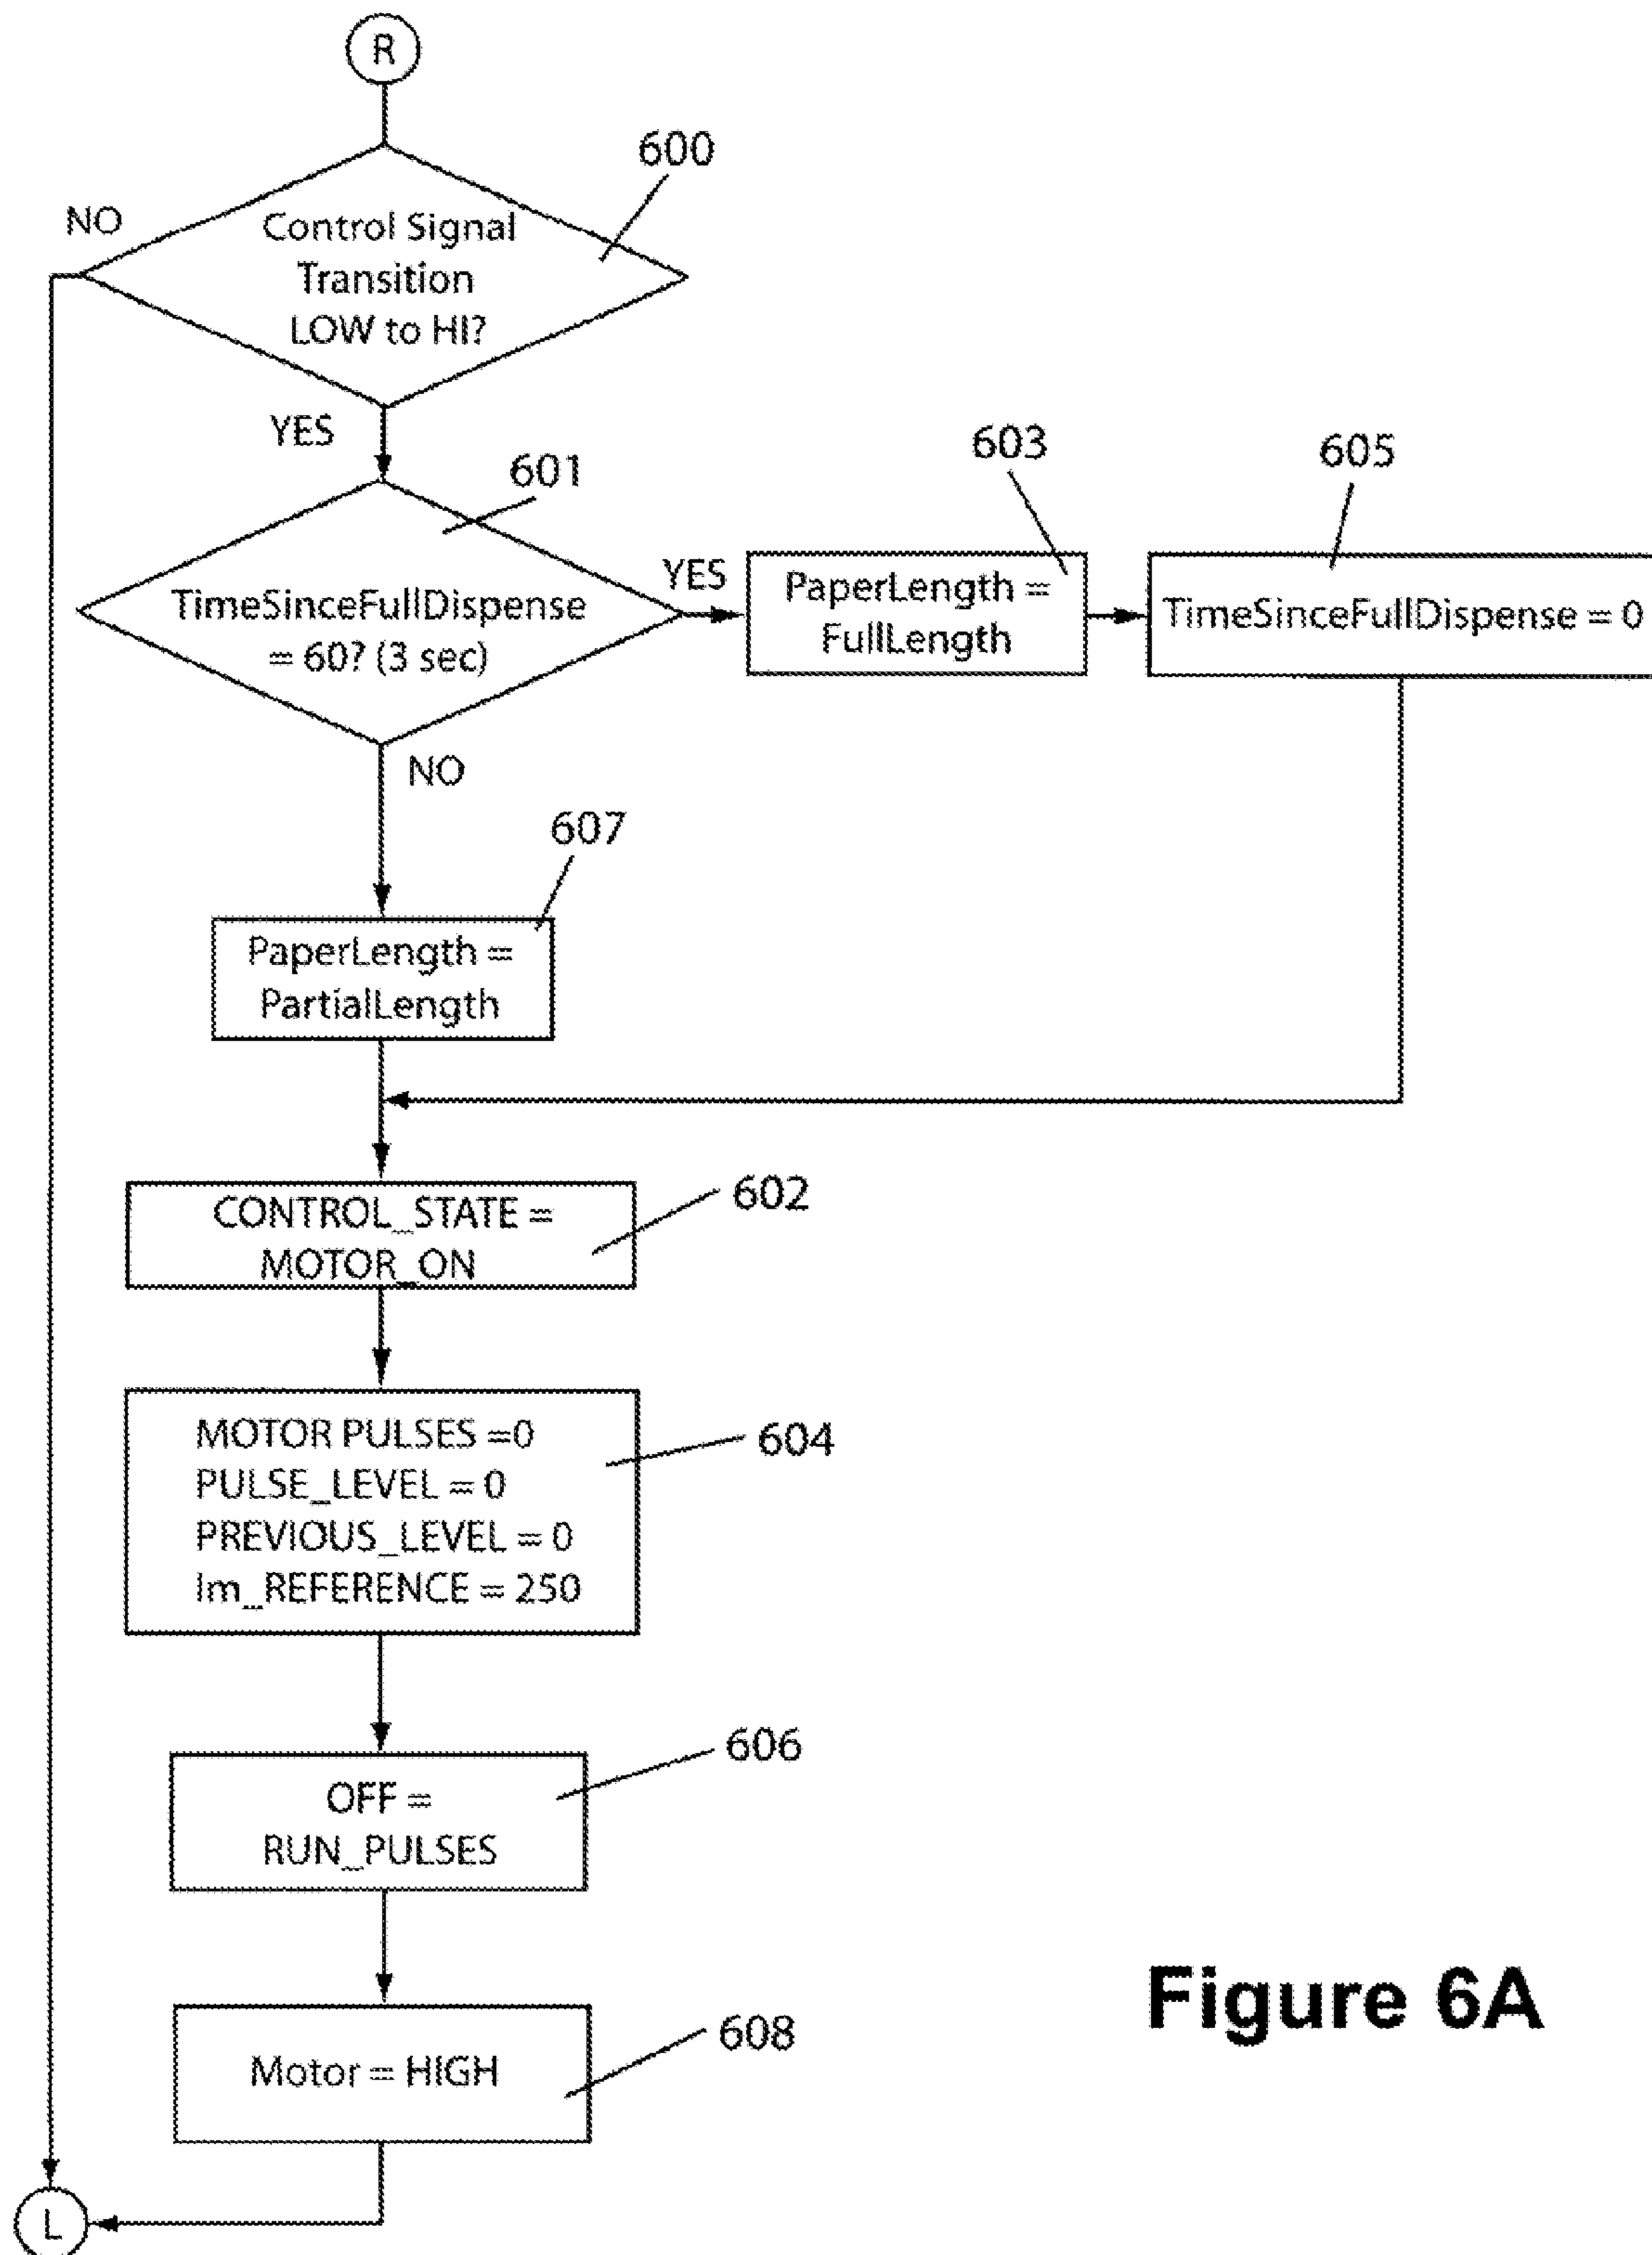 R
600
NO
Control Signal
Transition
LOW to HI?
YES
601
603
605
TimeSinceFullDispense
= 60? (3 sec)
YES
PaperLength =
FullLength
TimeSinceFullDispense = 0
NO
607
PaperLength =
PartialLength
602
CONTROL_STATE =
MOTOR_ON
604
MOTOR PULSES =0
PULSE_LEVEL = 0
PREVIOUS_LEVEL = 0
Im_REFERENCE = 250
606
OFF =
RUN_PULSES
608
Motor = HIGH
L
Figure 6A